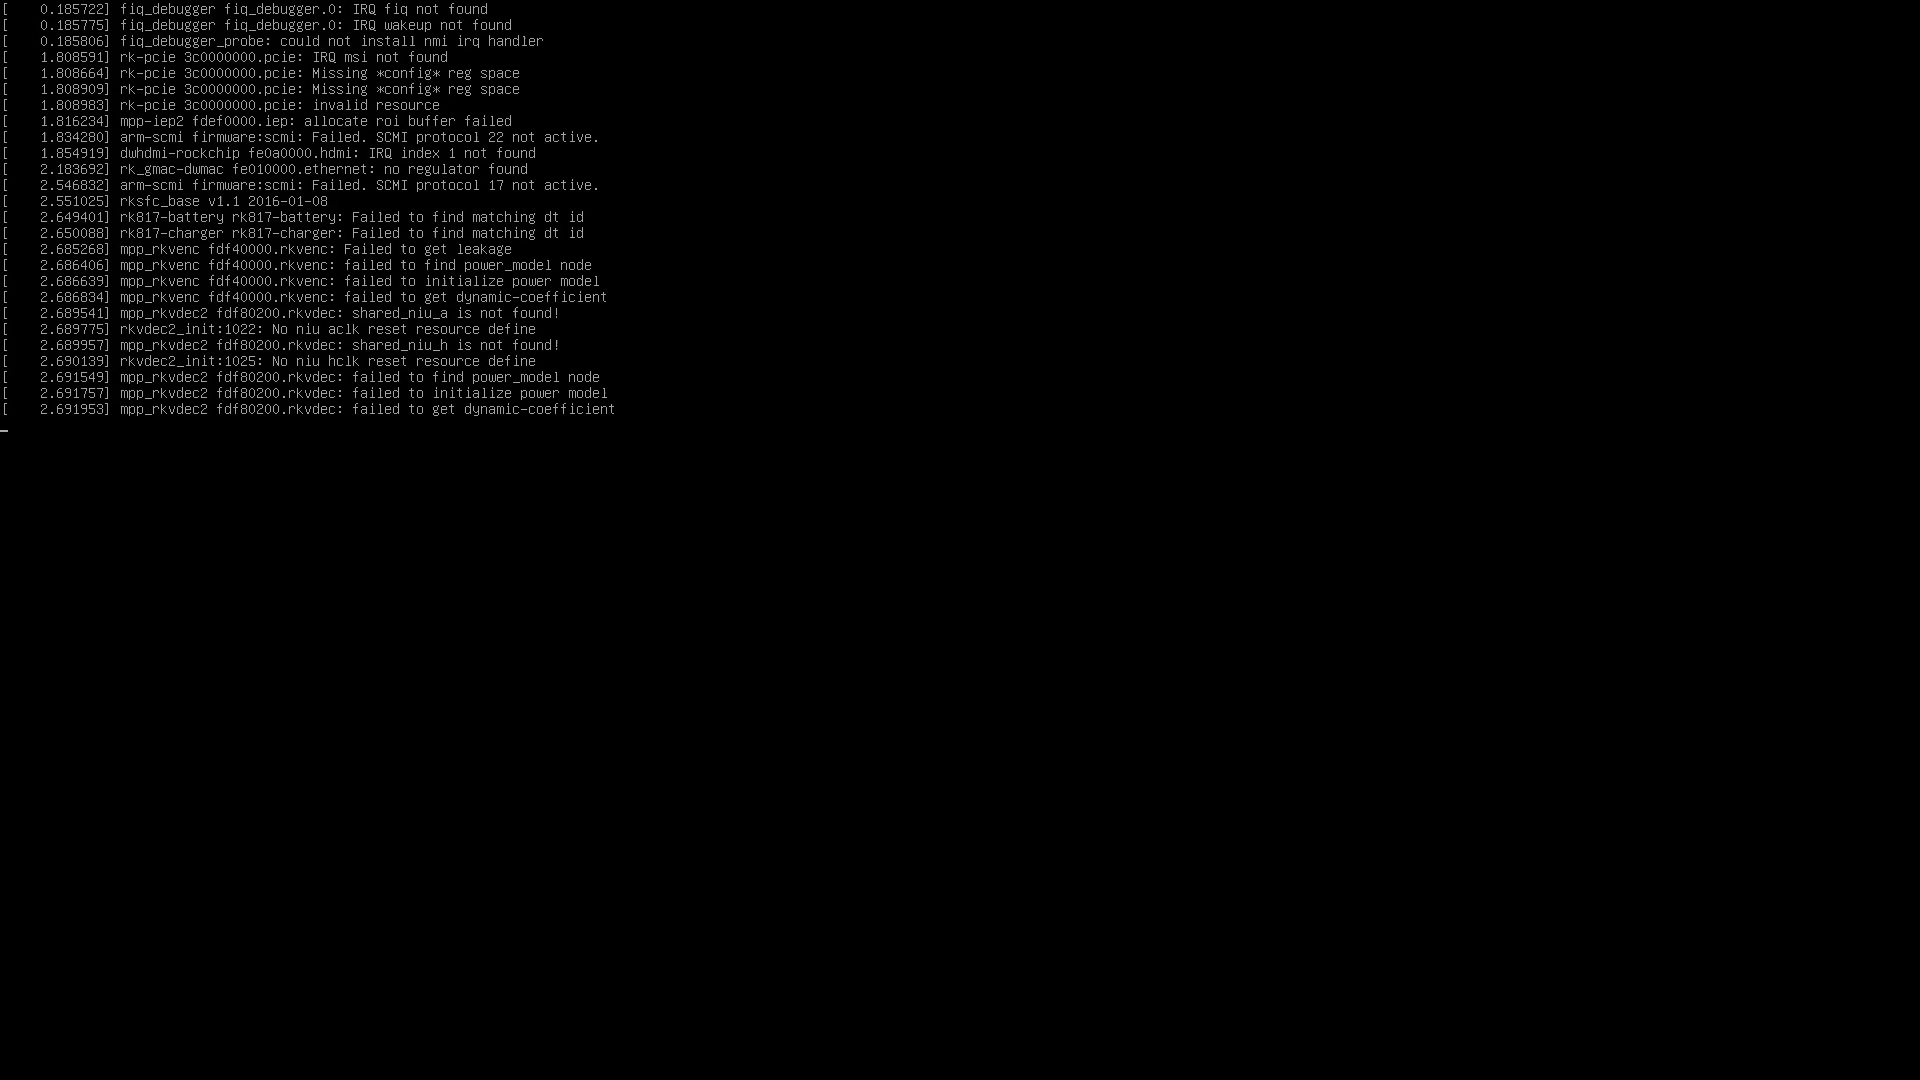 [    0.185722] fiq_debugger fiq_debugger.0: IRQ fiq not found
[    0.185775] fiq_debugger fiq_debugger.0: IRQ wakeup not found
[    0.185806] fiq_debugger_probe: could not install nmi irq handler
[    1.808591] rk-pcie 3c0000000.pcie: IRQ msi not found
[    1.808664] rk-pcie 3c0000000.pcie: Missing *config* reg space
[    1.808909] rk-pcie 3c0000000.pcie: Missing *config* reg space
[    1.808983] rk-pcie 3c0000000.pcie: invalid resource
[    1.816234] mpp-iep2 fdef0000.iep: allocate roi buffer failed
[    1.834280] arm-scmi firmware:scmi: Failed. SCMI protocol 22 not active.
[    1.854919] dwhdmi-rockchip fe0a0000.hdmi: IRQ index 1 not found
[    2.183692] rk_gmac-dwmac fe010000.ethernet: no regulator found
[    2.546832] arm-scmi firmware:scmi: Failed. SCMI protocol 17 not active.
[    2.551025] rksfc_base v1.1 2016-01-08
[    2.649401] rk817-battery rk817-battery: Failed to find matching dt id
[    2.650088] rk817-charger rk817-charger: Failed to find matching dt id
[    2.685268] mpp_rkvenc fdf40000.rkvenc: Failed to get leakage
[    2.686406] mpp_rkvenc fdf40000.rkvenc: failed to find power_model node
[    2.686639] mpp_rkvenc fdf40000.rkvenc: failed to initialize power model
[    2.686834] mpp_rkvenc fdf40000.rkvenc: failed to get dynamic-coefficient
[    2.689541] mpp_rkvdec2 fdf80200.rkvdec: shared_niu_a is not found!
[    2.689775] rkvdec2_init:1022: No niu aclk reset resource define
[    2.689957] mpp_rkvdec2 fdf80200.rkvdec: shared_niu_h is not found!
[    2.690139] rkvdec2_init:1025: No niu hclk reset resource define
[    2.691549] mpp_rkvdec2 fdf80200.rkvdec: failed to find power_model node
[    2.691757] mpp_rkvdec2 fdf80200.rkvdec: failed to initialize power model
[    2.691953] mpp_rkvdec2 fdf80200.rkvdec: failed to get dynamic-coefficient